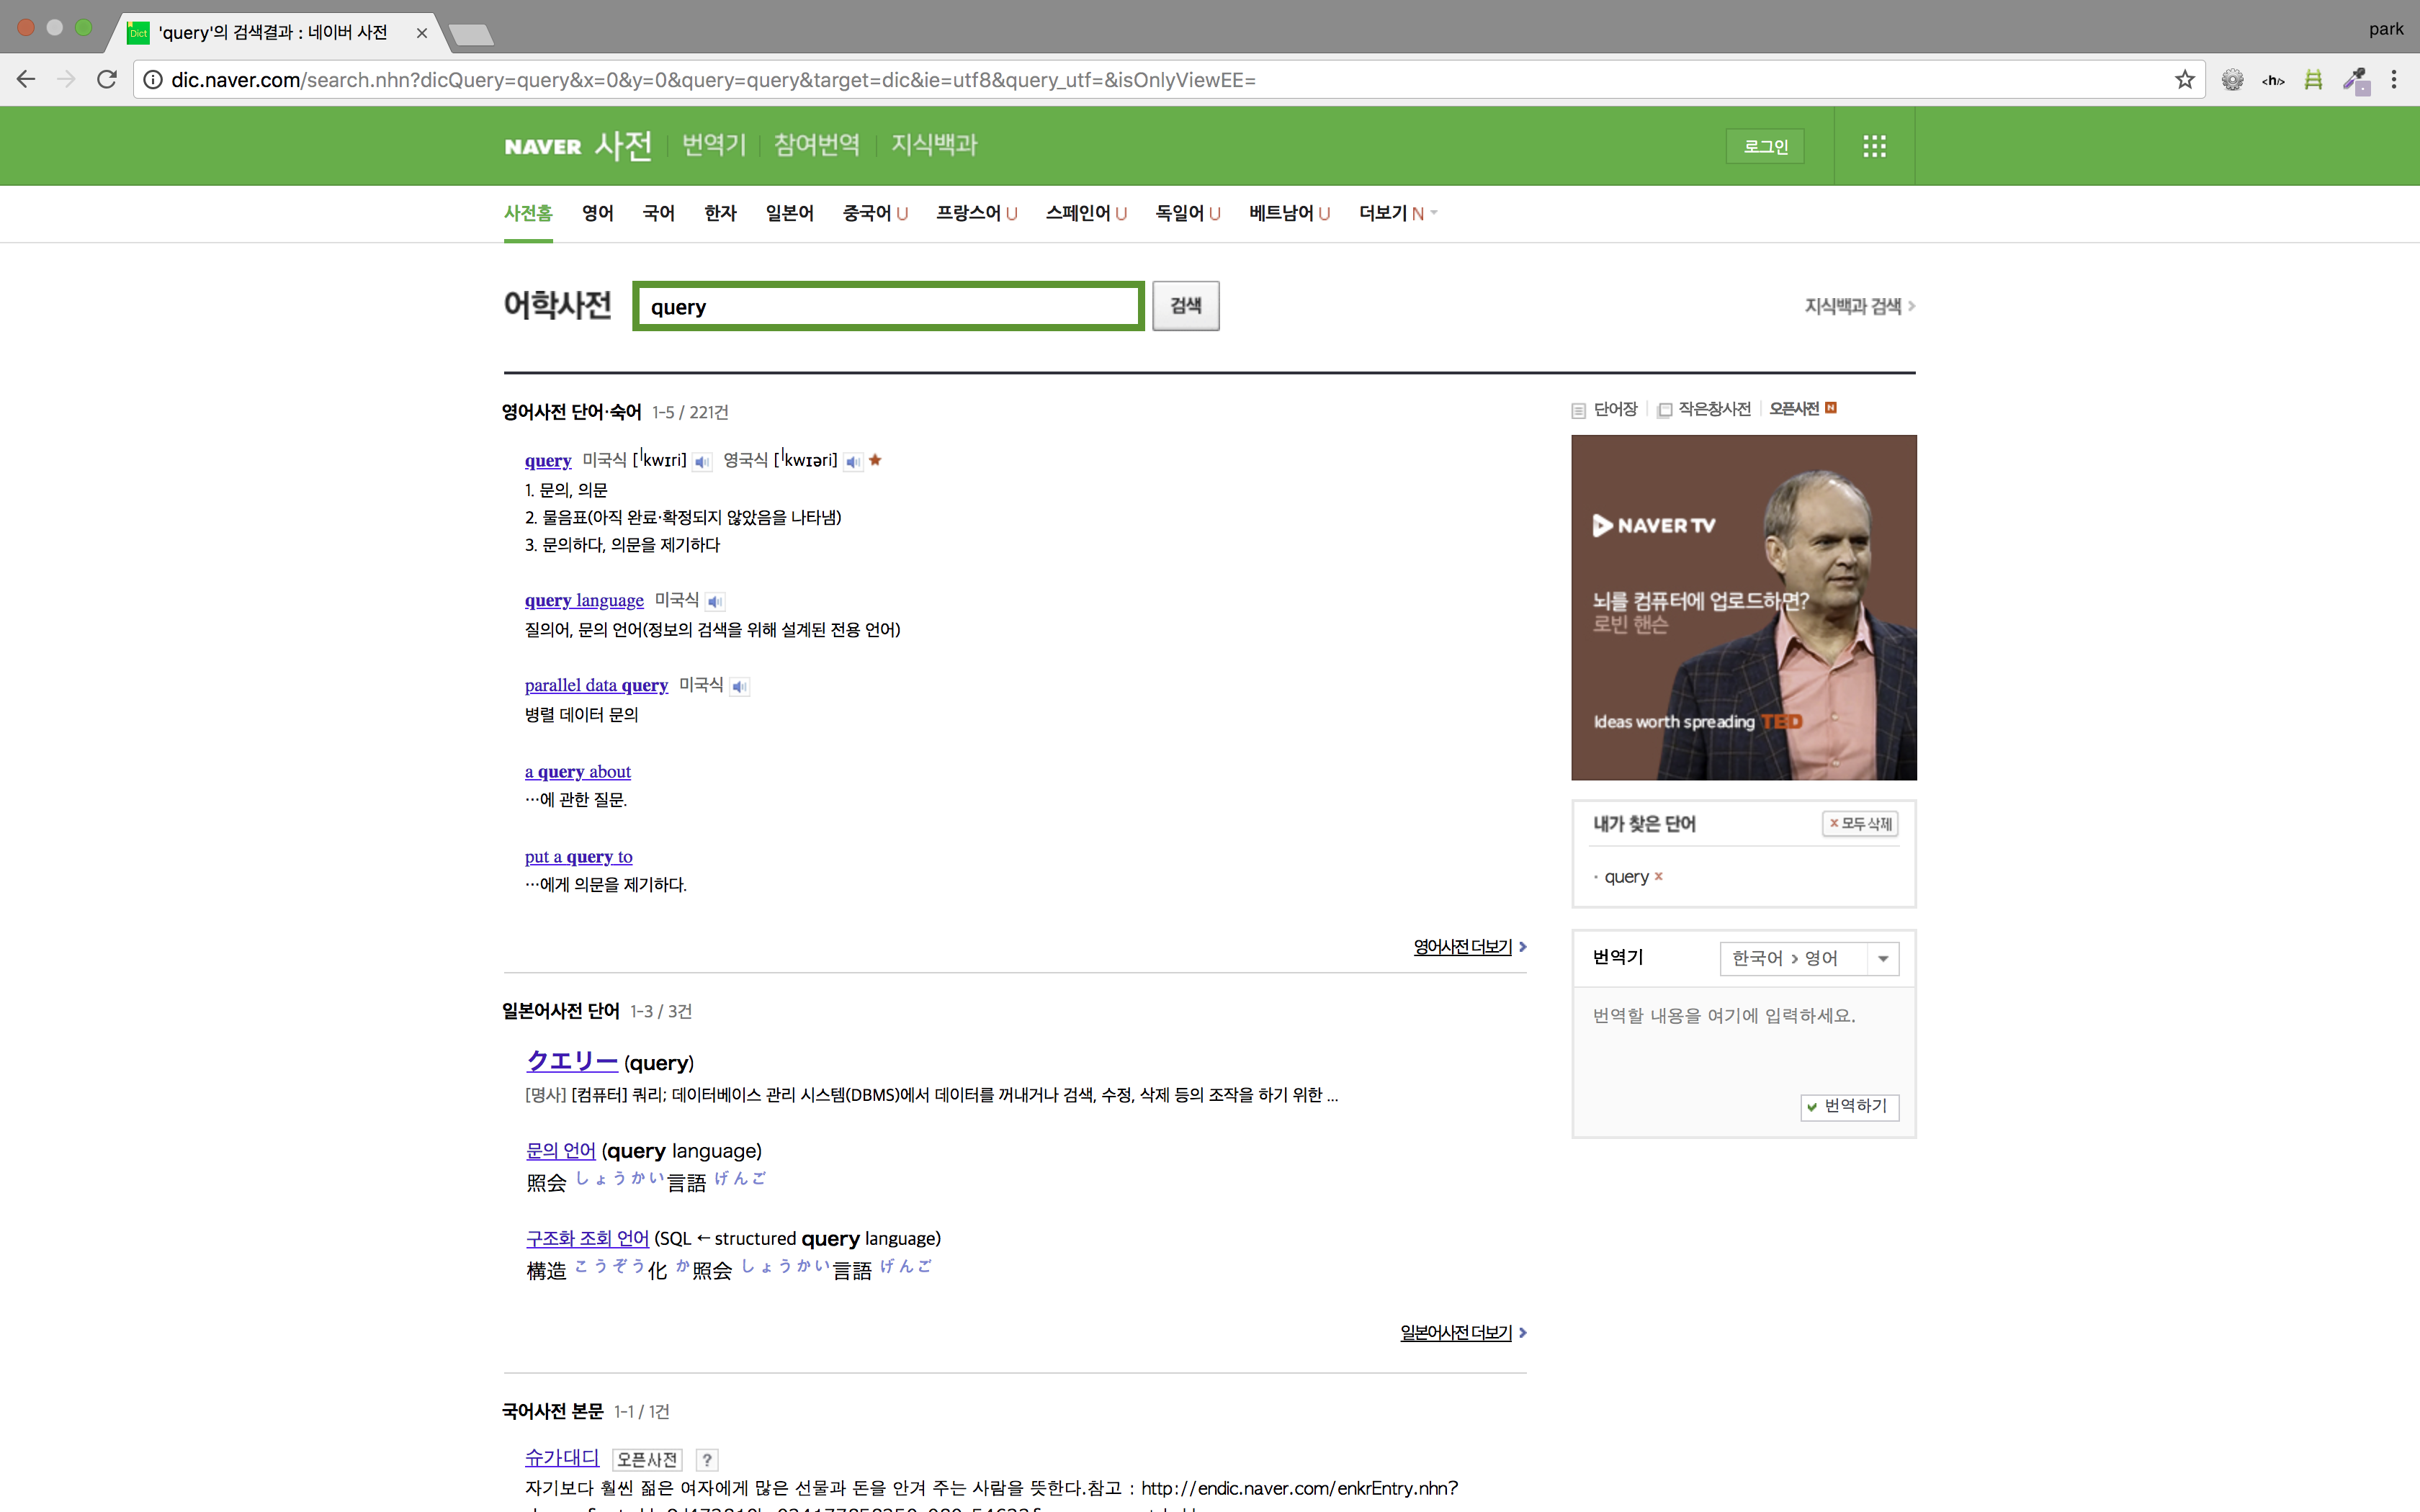 'query'의 검색결과 : 네이버 사전
park
dic.naver.com/search.nhn?dicQuery=query&x=0&y=0&query=query&target=dic&ie=utf8&query_utf=&isOnlyViewEE=
NAVER 사전 번역기 참여번역 지식백과
로그인
사전홈 영어 국어 한자 일본어 중국어 U 프랑스어 U 스페인어 U 독일어 U 베트남어 U 더보기 N
어학사전 query 검색
지식백과 검색
영어사전 단어·숙어 1-5 / 221건
query 미국식 [|kwɪri] 영국식 [|kwɪəri]
1. 문의, 의문
2. 물음표(아직 완료·확정되지 않았음을 나타냄)
3. 문의하다, 의문을 제기하다
query language 미국식
질의어, 문의 언어(정보의 검색을 위해 설계된 전용 언어)
parallel data query 미국식
병렬 데이터 문의
a query about
…에 관한 질문.
put a query to
…에게 의문을 제기하다.
영어사전 더보기
일본어사전 단어 1-3 / 3건
クエリー (query)
[명사] [컴퓨터] 쿼리; 데이터베이스 관리 시스템(DBMS)에서 데이터를 꺼내거나 검색, 수정, 삭제 등의 조작을 하기 위한 ...
문의 언어 (query language)
照会 しょうかい言語 げんご
구조화 조회 언어 (SQL ← structured query language)
構造 こうぞう化 か照会 しょうかい言語 げんご
일본어사전 더보기
국어사전 본문 1-1 / 1건
슈가대디 오픈사전 ?
자기보다 훨씬 젊은 여자에게 많은 선물과 돈을 안겨 주는 사람을 뜻한다.참고 : http://endic.naver.com/enkrEntry.nhn?
단어장 작은창사전 오픈사전 N
NAVER TV
뇌를 컴퓨터에 업로드하면?
로빈 핸슨
Ideas worth spreading TED
내가 찾은 단어 × 모두 삭제
· query ×
번역기 한국어 › 영어
번역할 내용을 여기에 입력하세요.
번역하기